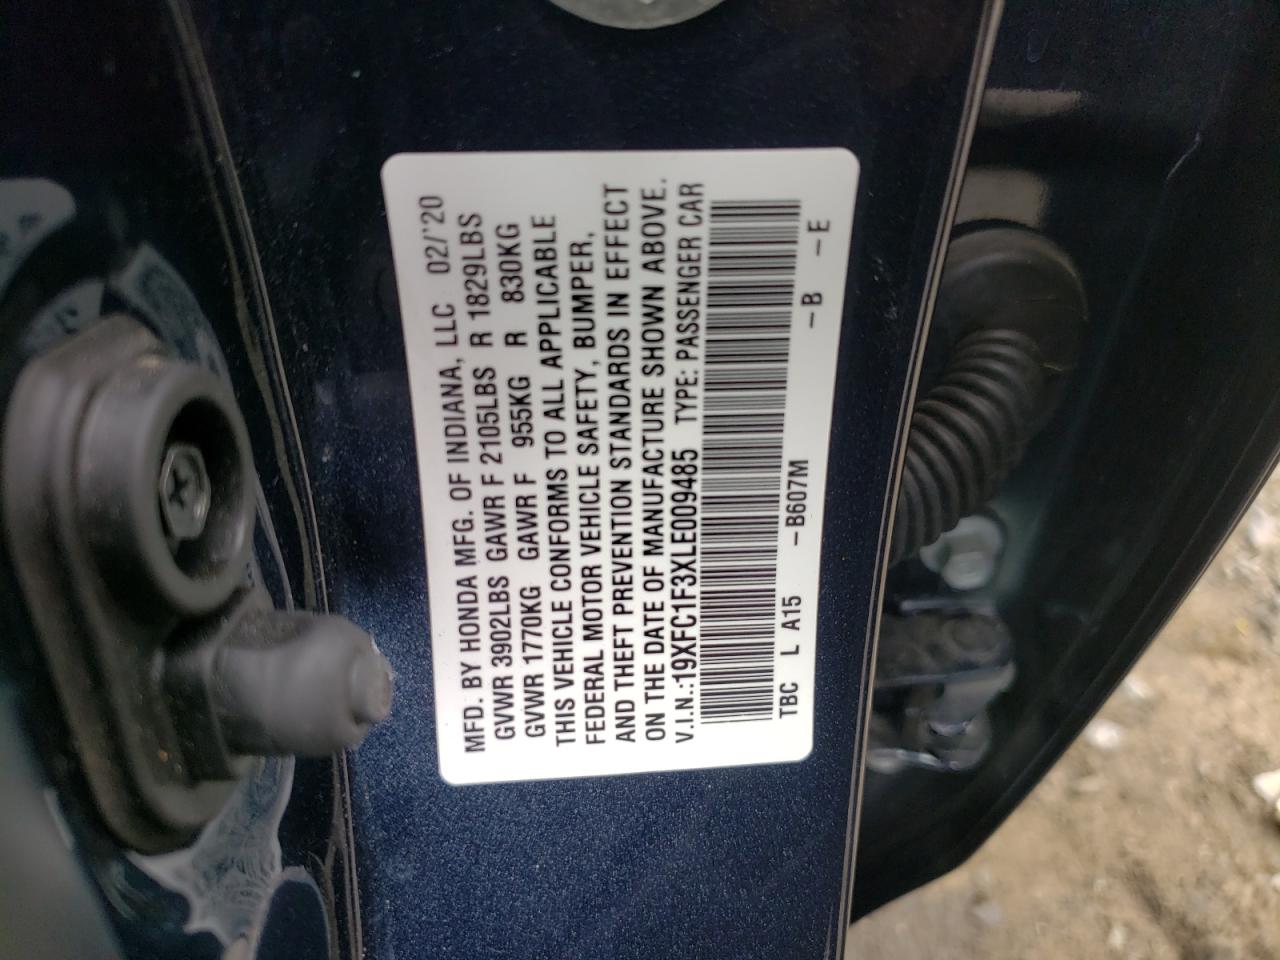 MFD. BY HONDA MFG. OF INDIANA, LLC 02/'20
GVWR 3902LBS GAWR F 2105LBS R 1829LBS
GVWR 1770KG GAWR F 955KG R 830KG
THIS VEHICLE CONFORMS TO ALL APPLICABLE
FEDERAL MOTOR VEHICLE SAFETY, BUMPER,
AND THEFT PREVENTION STANDARDS IN EFFECT
ON THE DATE OF MANUFACTURE SHOWN ABOVE.
V.I.N.:19XFC1F3XLE009485 TYPE: PASSENGER CAR
TBC L A15 -B607M -B -E